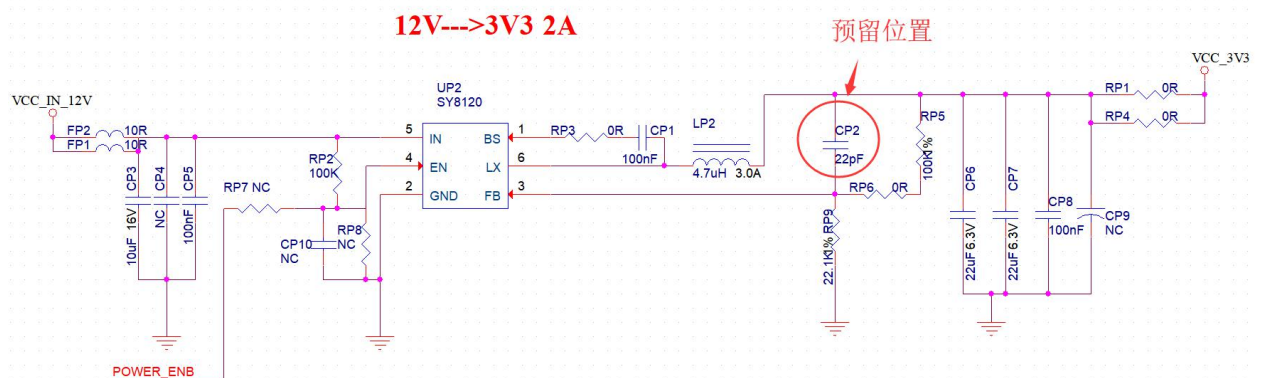 12V--->3V3 2A
预留位置
VCC_3V3
VCC_IN_12V
UP2
SY8120
FP2 10R
FP1 10R
5 IN BS 1
4 EN LX 6
2 GND FB 3
RP3 0R CP1
100nF
LP2
4.7uH 3.0A
CP2
22pF
RP5
100K1%
RP6 0R
RP9
22.1K1%
RP1 0R
RP4 0R
RP2
100K
RP7 NC
CP3
10uF 16V
CP4
NC
CP5
100nF
CP10
NC
RP8
NC
CP6
22uF 6.3V
CP7
22uF 6.3V
CP8
100nF
CP9
NC
POWER_ENB